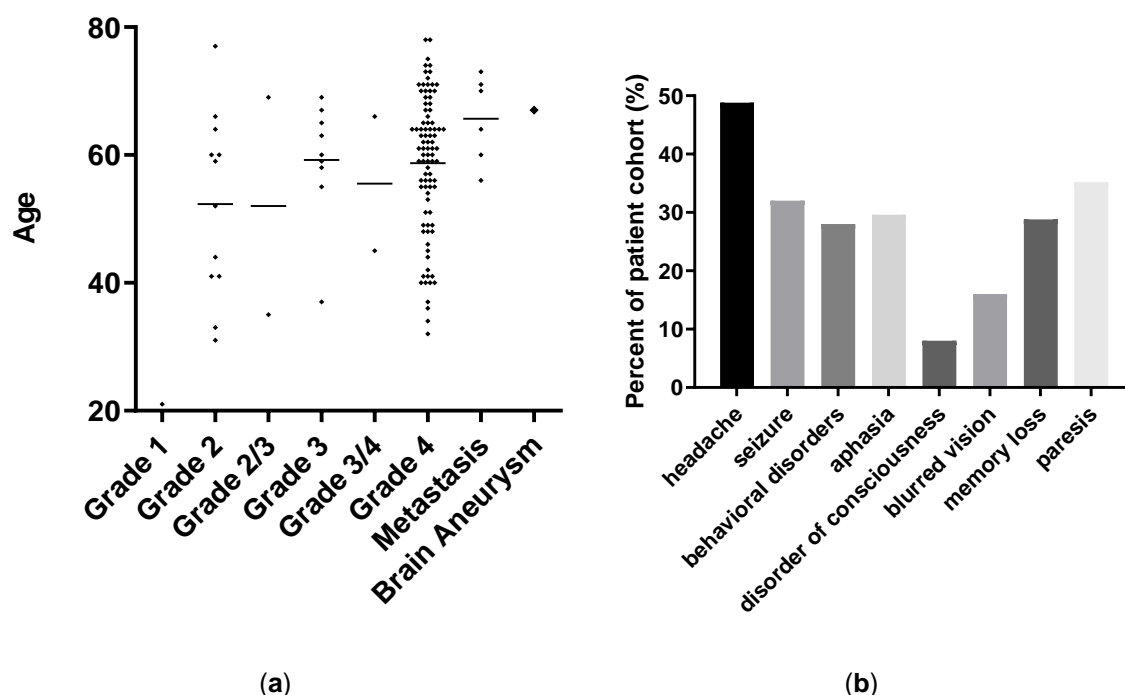 Age
80
60
40
20
Grade 1
Grade 2
Grade 2/3
Grade 3
Grade 3/4
Grade 4
Metastasis
Brain Aneurysm
(a)
Percent of patient cohort (%)
50
40
30
20
10
0
headache
seizure
behavioral disorders
aphasia
disorder of consciousness
blurred vision
memory loss
paresis
(b)